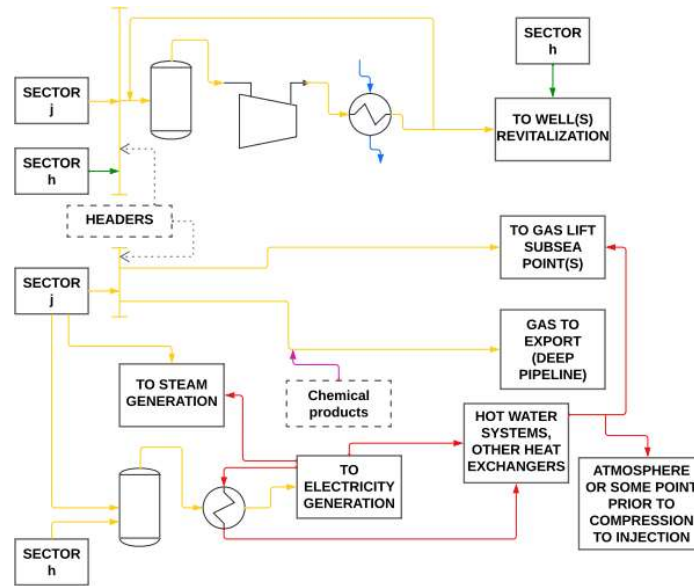 SECTOR
h
SECTOR
j
TO WELL(S)
REVITALIZATION
SECTOR
h
HEADERS
TO GAS LIFT
SUBSEA
POINT(S)
SECTOR
j
GAS TO
EXPORT
(DEEP
PIPELINE)
TO STEAM
GENERATION
Chemical
products
HOT WATER
SYSTEMS,
OTHER HEAT
EXCHANGERS
TO
ELECTRICITY
GENERATION
ATMOSPHERE
OR SOME POINT
PRIOR TO
COMPRESSION
TO INJECTION
SECTOR
h